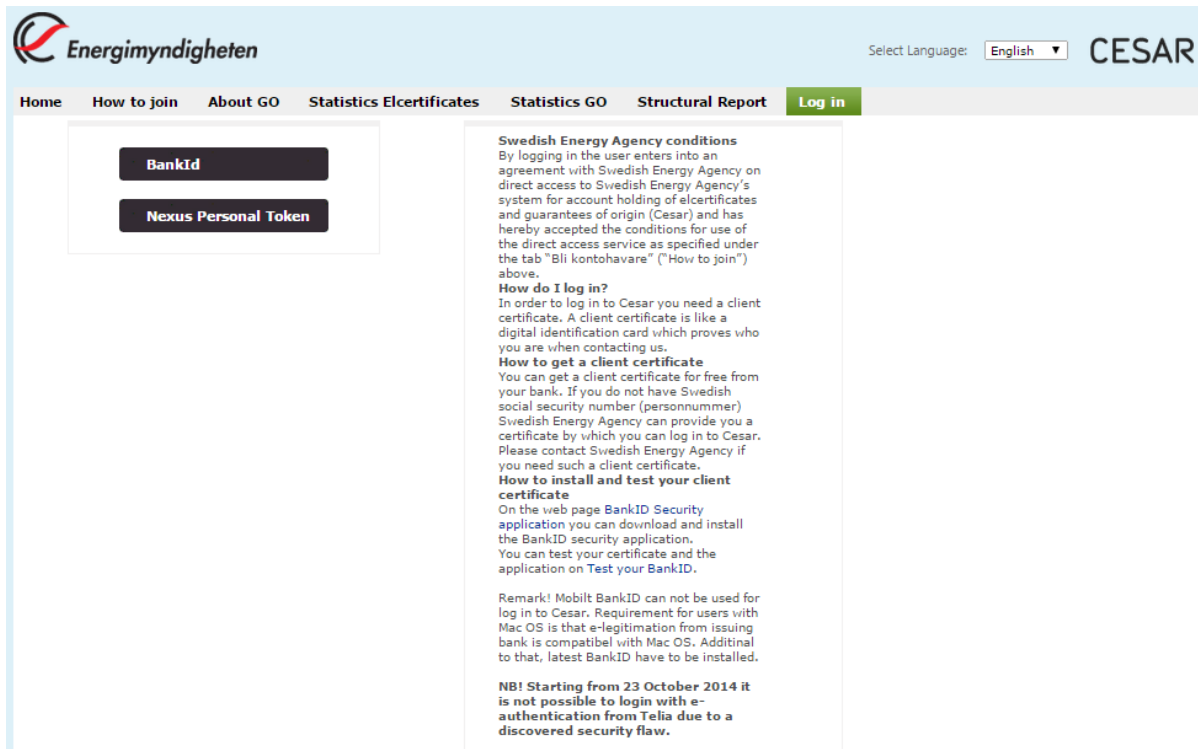 Energimyndigheten
Select Language: English ▼ CESAR
Home How to join About GO Statistics Elcertificates Statistics GO Structural Report Log in
BankId
Nexus Personal Token
Swedish Energy Agency conditions
By logging in the user enters into an
agreement with Swedish Energy Agency on
direct access to Swedish Energy Agency's
system for account holding of elcertificates
and guarantees of origin (Cesar) and has
hereby accepted the conditions for use of
the direct access service as specified under
the tab "Bli kontohavare" ("How to join")
above.
How do I log in?
In order to log in to Cesar you need a client
certificate. A client certificate is like a
digital identification card which proves who
you are when contacting us.
How to get a client certificate
You can get a client certificate for free from
your bank. If you do not have Swedish
social security number (personnummer)
Swedish Energy Agency can provide you a
certificate by which you can log in to Cesar.
Please contact Swedish Energy Agency if
you need such a client certificate.
How to install and test your client
certificate
On the web page BankID Security
application you can download and install
the BankID security application.
You can test your certificate and the
application on Test your BankID.
Remark! Mobilt BankID can not be used for
log in to Cesar. Requirement for users with
Mac OS is that e-legitimation from issuing
bank is compatibel with Mac OS. Additinal
to that, latest BankID have to be installed.
NB! Starting from 23 October 2014 it
is not possible to login with e-
authentication from Telia due to a
discovered security flaw.